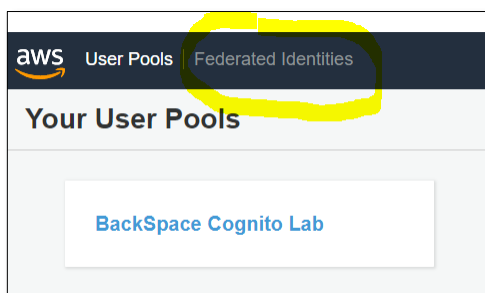 aws User Pools Federated Identities
Your User Pools
BackSpace Cognito Lab